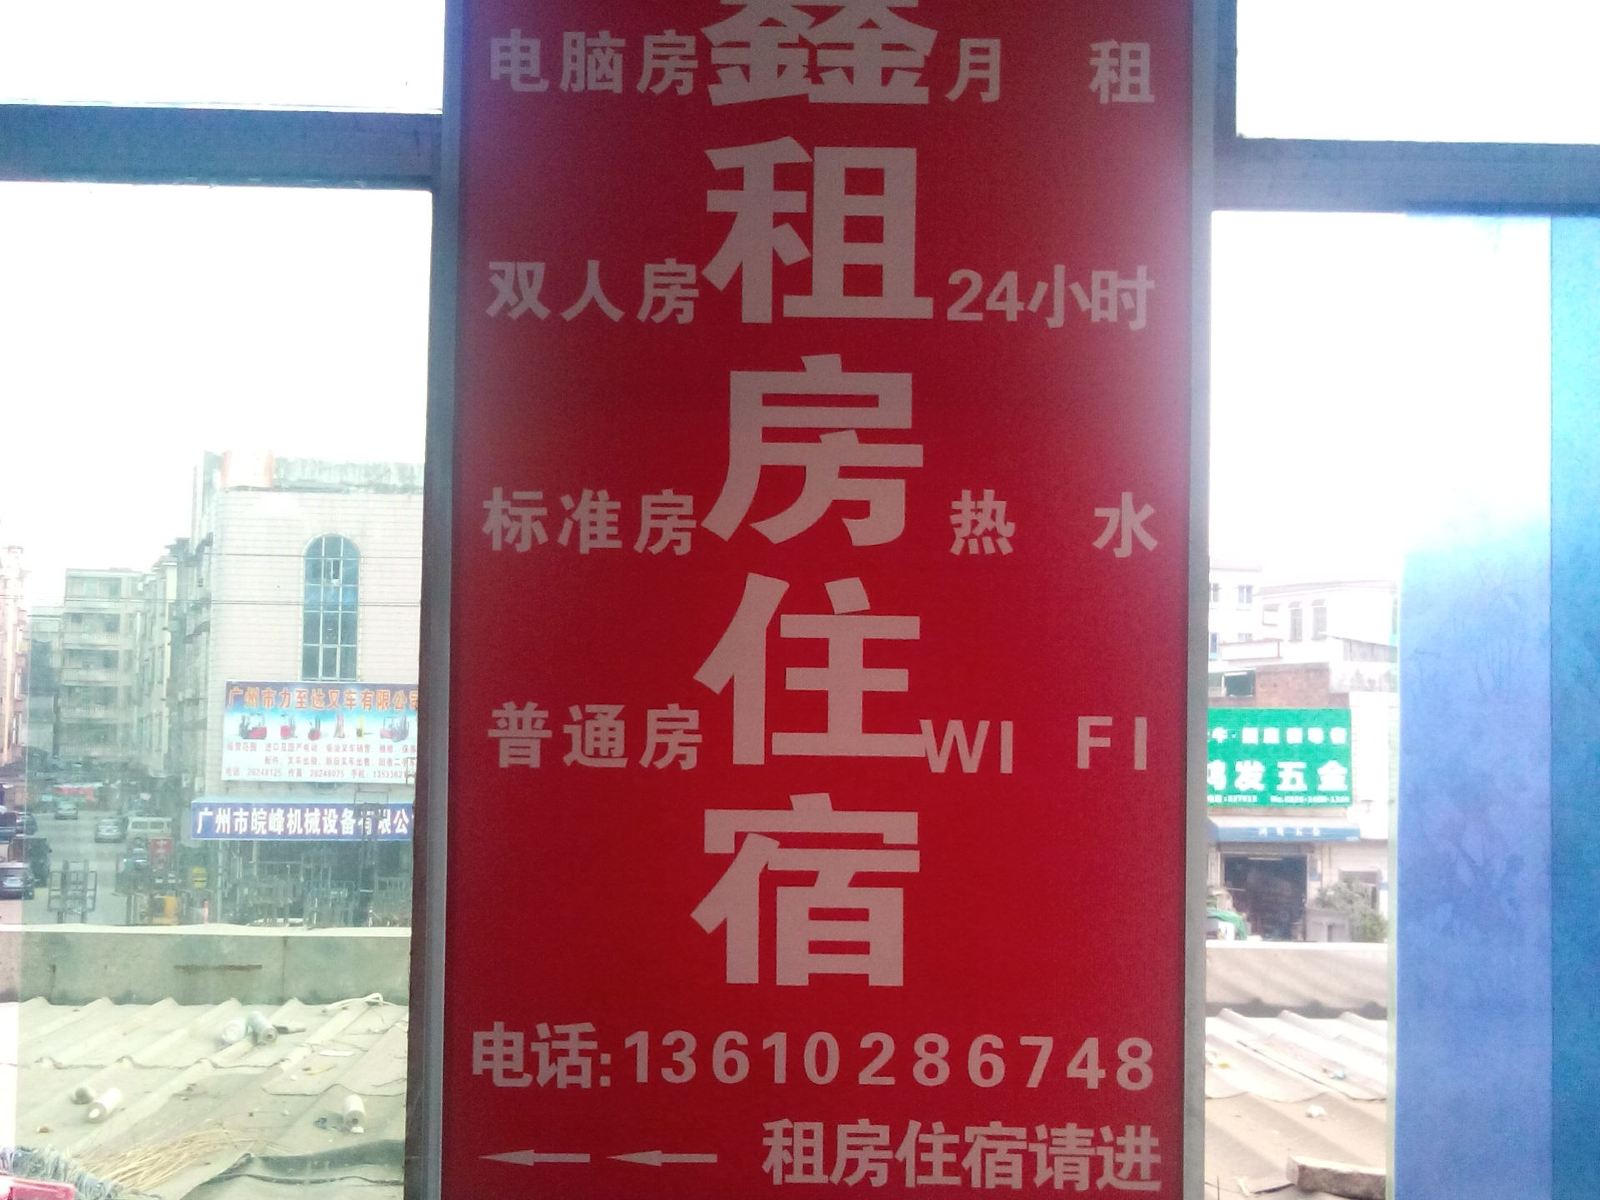 鑫租房住宿
电脑房 月租
双人房 24小时
标准房 热水
普通房 WI FI
电话:13610286748
租房住宿请进
广州市力至达叉车有限公司
广州市皖峰机械设备有限公
鸿发五金